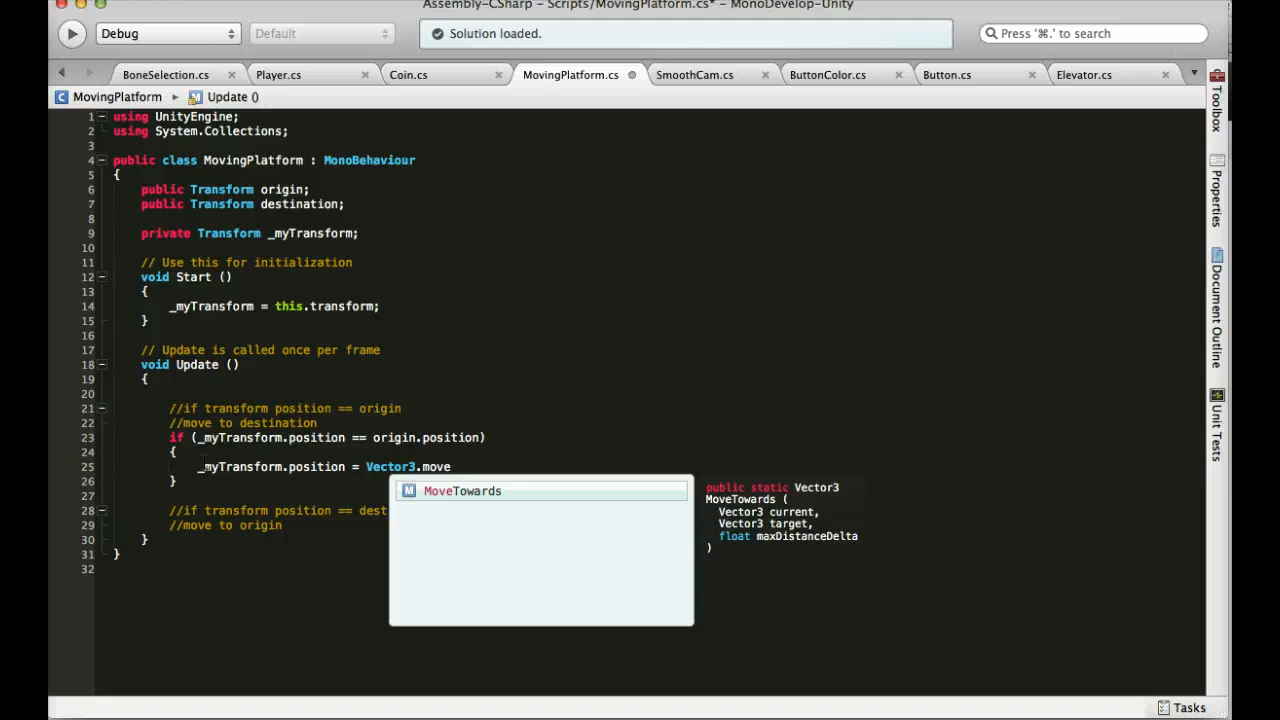 Assembly-CSharp - Scripts/MovingPlatform.cs* - MonoDevelop-Unity
Debug
Default
Solution loaded.
Press '⌘.' to search
BoneSelection.cs
Player.cs
Coin.cs
MovingPlatform.cs
SmoothCam.cs
ButtonColor.cs
Button.cs
Elevator.cs
MovingPlatform
Update ()
1 using UnityEngine;
2 using System.Collections;
3
4 public class MovingPlatform : MonoBehaviour
5 {
6 public Transform origin;
7 public Transform destination;
8
9 private Transform _myTransform;
10
11 // Use this for initialization
12 void Start ()
13 {
14 _myTransform = this.transform;
15 }
16
17 // Update is called once per frame
18 void Update ()
19 {
20
21 //if transform position == origin
22 //move to destination
23 if (_myTransform.position == origin.position)
24 {
25 _myTransform.position = Vector3.move
26 }
27
28 //if transform position == dest
29 //move to origin
30 }
31 }
32
MoveTowards
public static Vector3
MoveTowards (
Vector3 current,
Vector3 target,
float maxDistanceDelta
)
Toolbox
Properties
Document Outline
Unit Tests
Tasks